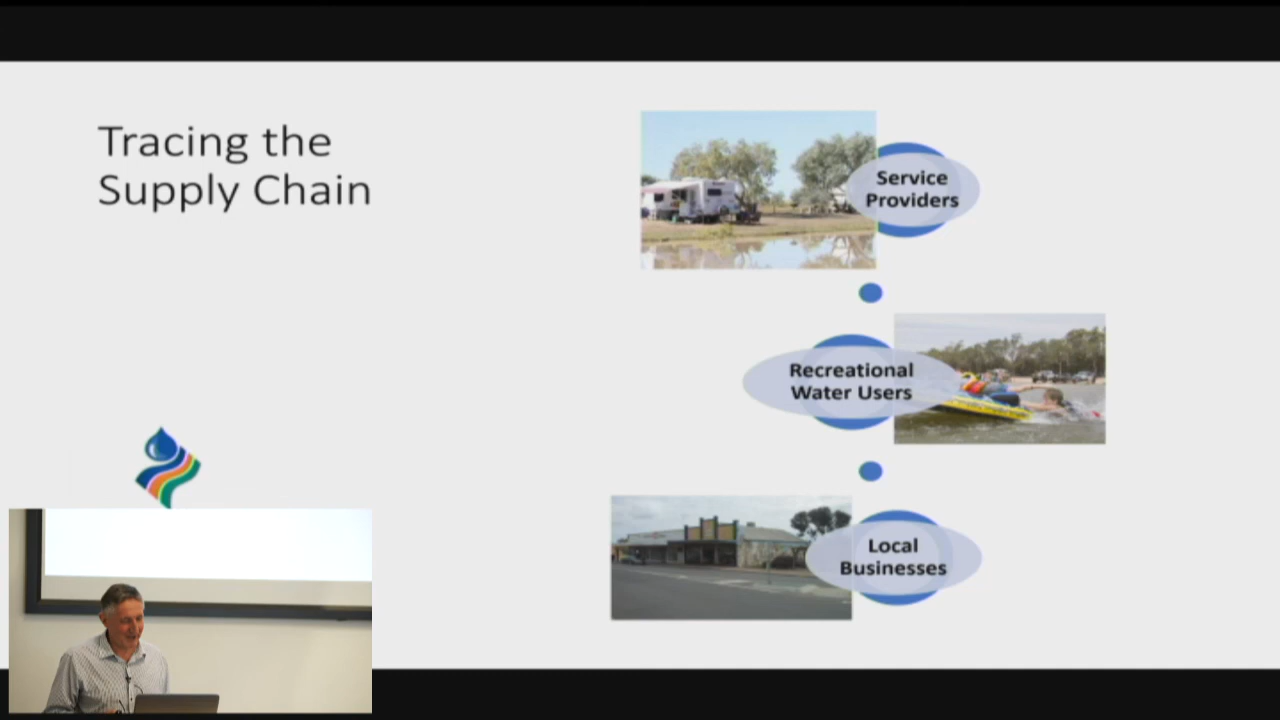 Tracing the
Supply Chain
Service
Providers
Recreational
Water Users
Local
Businesses